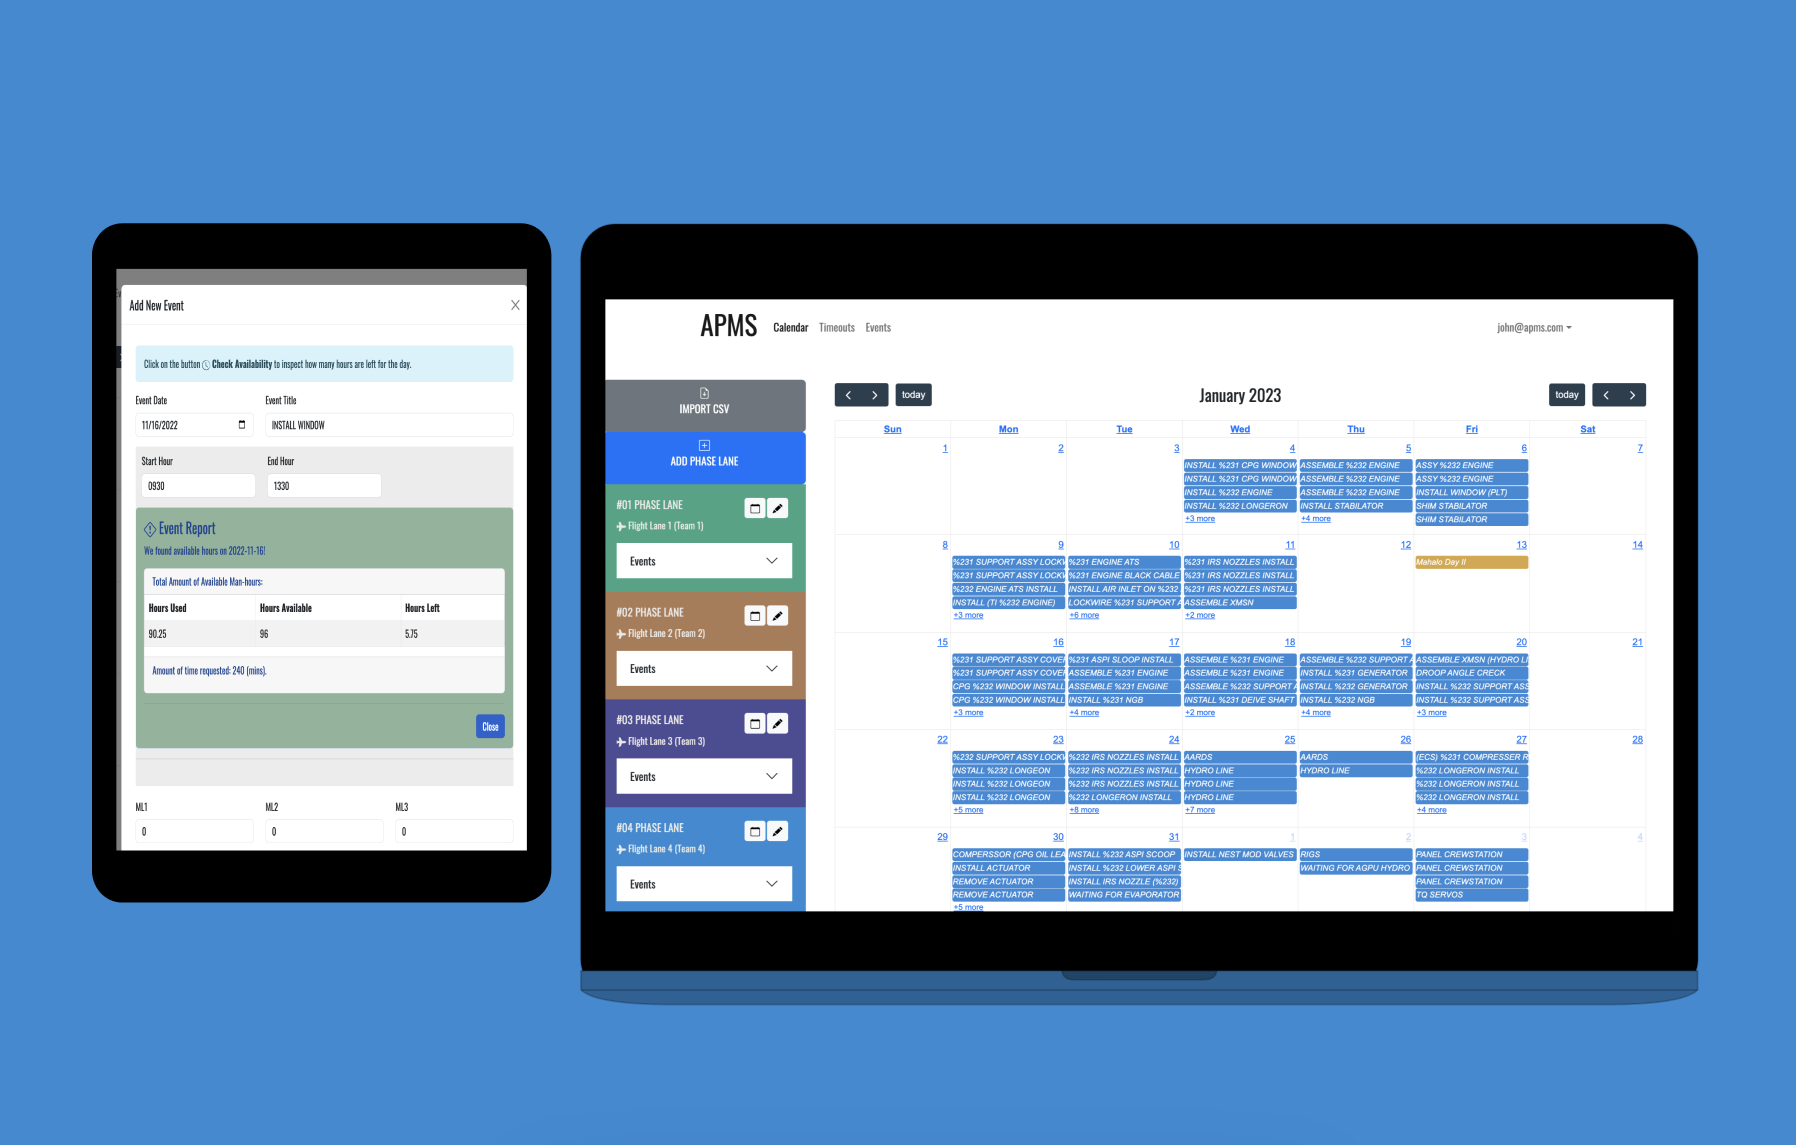 Add New Event
Click on the button Check Availability to inspect how many hours are left for the day.
Event Date Event Title
11/16/2022 INSTALL WINDOW
Start Hour End Hour
0930 1330
Event Report
We found available hours on 2022-11-16!
Total Amount of Available Man-hours:
Hours Used Hours Available Hours Left
90.25 96 5.75
Amount of time requested: 240 (mins).
Close
ML1 ML2 ML3
0 0 0
APMS Calendar Timeouts Events john@apms.com
IMPORT CSV
ADD PHASE LANE
#01 PHASE LANE
Flight Lane 1 (Team 1)
Events
#02 PHASE LANE
Flight Lane 2 (Team 2)
Events
#03 PHASE LANE
Flight Lane 3 (Team 3)
Events
#04 PHASE LANE
Flight Lane 4 (Team 4)
Events
today January 2023 today
Sun Mon Tue Wed Thu Fri Sat
1 2 3 4 5 6 7
INSTALL %231 CPG WINDOW ASSEMBLE %232 ENGINE ASSY %232 ENGINE
INSTALL %231 CPG WINDOW ASSEMBLE %232 ENGINE ASSY %232 ENGINE
INSTALL %232 ENGINE ASSEMBLE %232 ENGINE INSTALL WINDOW (PLT)
INSTALL %232 LONGERON INSTALL STABILATOR SHIM STABILATOR
+3 more +4 more SHIM STABILATOR
8 9 10 11 12 13 14
%231 SUPPORT ASSY LOCKV %231 ENGINE ATS %231 IRS NOZZLES INSTALL Mahalo Day II
%231 SUPPORT ASSY LOCKV %231 ENGINE BLACK CABLE %231 IRS NOZZLES INSTALL
%232 ENGINE ATS INSTALL INSTALL AIR INLET ON %232 %231 IRS NOZZLES INSTALL
INSTALL (TI %232 ENGINE) LOCKWIRE %231 SUPPORT A ASSEMBLE XMSN
+3 more +6 more +2 more
15 16 17 18 19 20 21
%231 SUPPORT ASSY COVER %231 ASPI SLOOP INSTALL ASSEMBLE %231 ENGINE ASSEMBLE %232 SUPPORT A ASSEMBLE XMSN (HYDRO LI
%231 SUPPORT ASSY COVER ASSEMBLE %231 ENGINE ASSEMBLE %231 ENGINE INSTALL %231 GENERATOR DROOP ANGLE CRECK
CPG %232 WINDOW INSTALL ASSEMBLE %231 ENGINE ASSEMBLE %232 SUPPORT A INSTALL %232 GENERATOR INSTALL %232 SUPPORT ASS
CPG %232 WINDOW INSTALL INSTALL %231 NGB INSTALL %231 DEIVE SHAFT INSTALL %232 NGB INSTALL %232 SUPPORT ASS
+3 more +4 more +2 more +4 more +3 more
22 23 24 25 26 27 28
%232 SUPPORT ASSY LOCKV %232 IRS NOZZLES INSTALL AARDS AARDS (ECS) %231 COMPRESSER R
INSTALL %232 LONGEON %232 IRS NOZZLES INSTALL HYDRO LINE HYDRO LINE %232 LONGERON INSTALL
INSTALL %232 LONGEON %232 IRS NOZZLES INSTALL HYDRO LINE %232 LONGERON INSTALL
INSTALL %232 LONGEON %232 LONGERON INSTALL HYDRO LINE %232 LONGERON INSTALL
+5 more +8 more +7 more +4 more
29 30 31 1 2 3 4
COMPERSSOR (CPG OIL LEA INSTALL %232 ASPI SCOOP INSTALL NEST MOD VALVES RIGS PANEL CREWSTATION
INSTALL ACTUATOR INSTALL %232 LOWER ASPI S WAITING FOR AGPU HYDRO PANEL CREWSTATION
REMOVE ACTUATOR INSTALL IRS NOZZLE (%232) PANEL CREWSTATION
REMOVE ACTUATOR WAITING FOR EVAPORATOR TQ SERVOS
+5 more